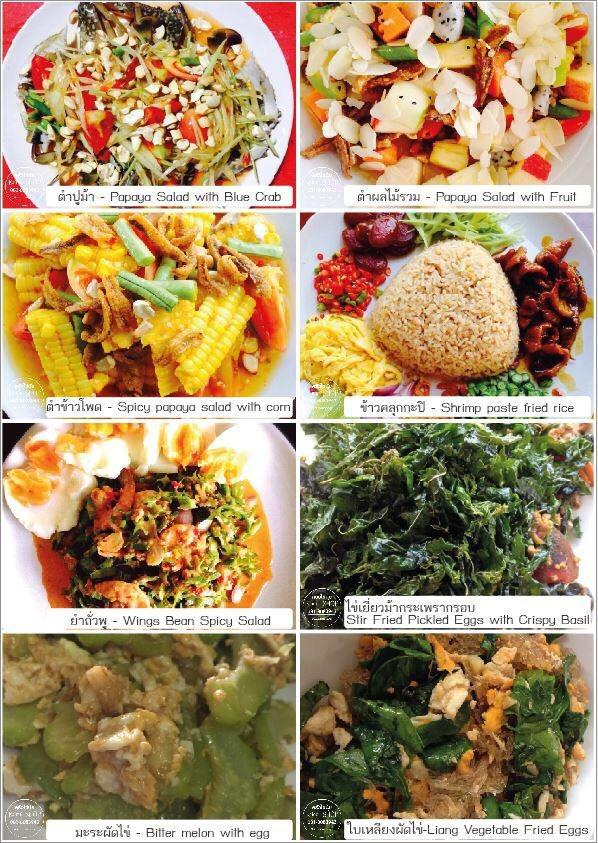 ตำปูม้า - Papaya Salad with Blue Crab
ตำผลไม้รวม - Papaya Salad with Fruit
ตำข้าวโพด - Spicy papaya salad with corn
ข้าวคลุกกะปิ - Shrimp paste fried rice
ยำถั่วพู - Wings Bean Spicy Salad
ไข่เยี่ยวม้ากระเพรากรอบ
Stir Fried Pickled Eggs with Crispy Basil
มะระผัดไข่ - Bitter melon with egg
ใบเหลียงผัดไข่-Liang Vegetable Fried Eggs